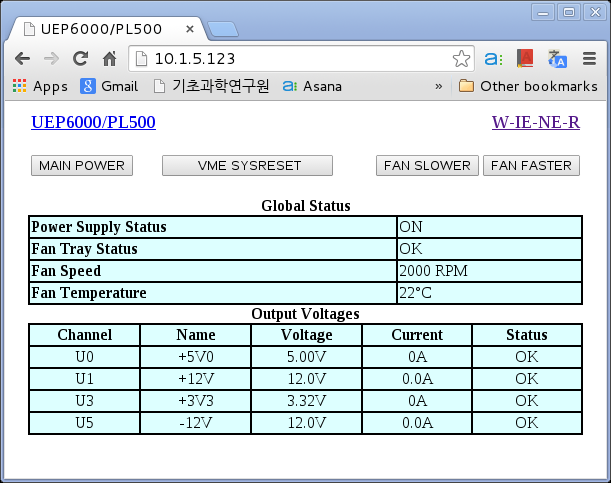 UEP6000/PL500
10.1.5.123
Apps Gmail 기초과학연구원 Asana » Other bookmarks
UEP6000/PL500 W-IE-NE-R
MAIN POWER VME SYSRESET FAN SLOWER FAN FASTER
Global Status
Power Supply Status ON
Fan Tray Status OK
Fan Speed 2000 RPM
Fan Temperature 22°C
Output Voltages
Channel Name Voltage Current Status
U0 +5V0 5.00V 0A OK
U1 +12V 12.0V 0.0A OK
U3 +3V3 3.32V 0A OK
U5 -12V 12.0V 0.0A OK